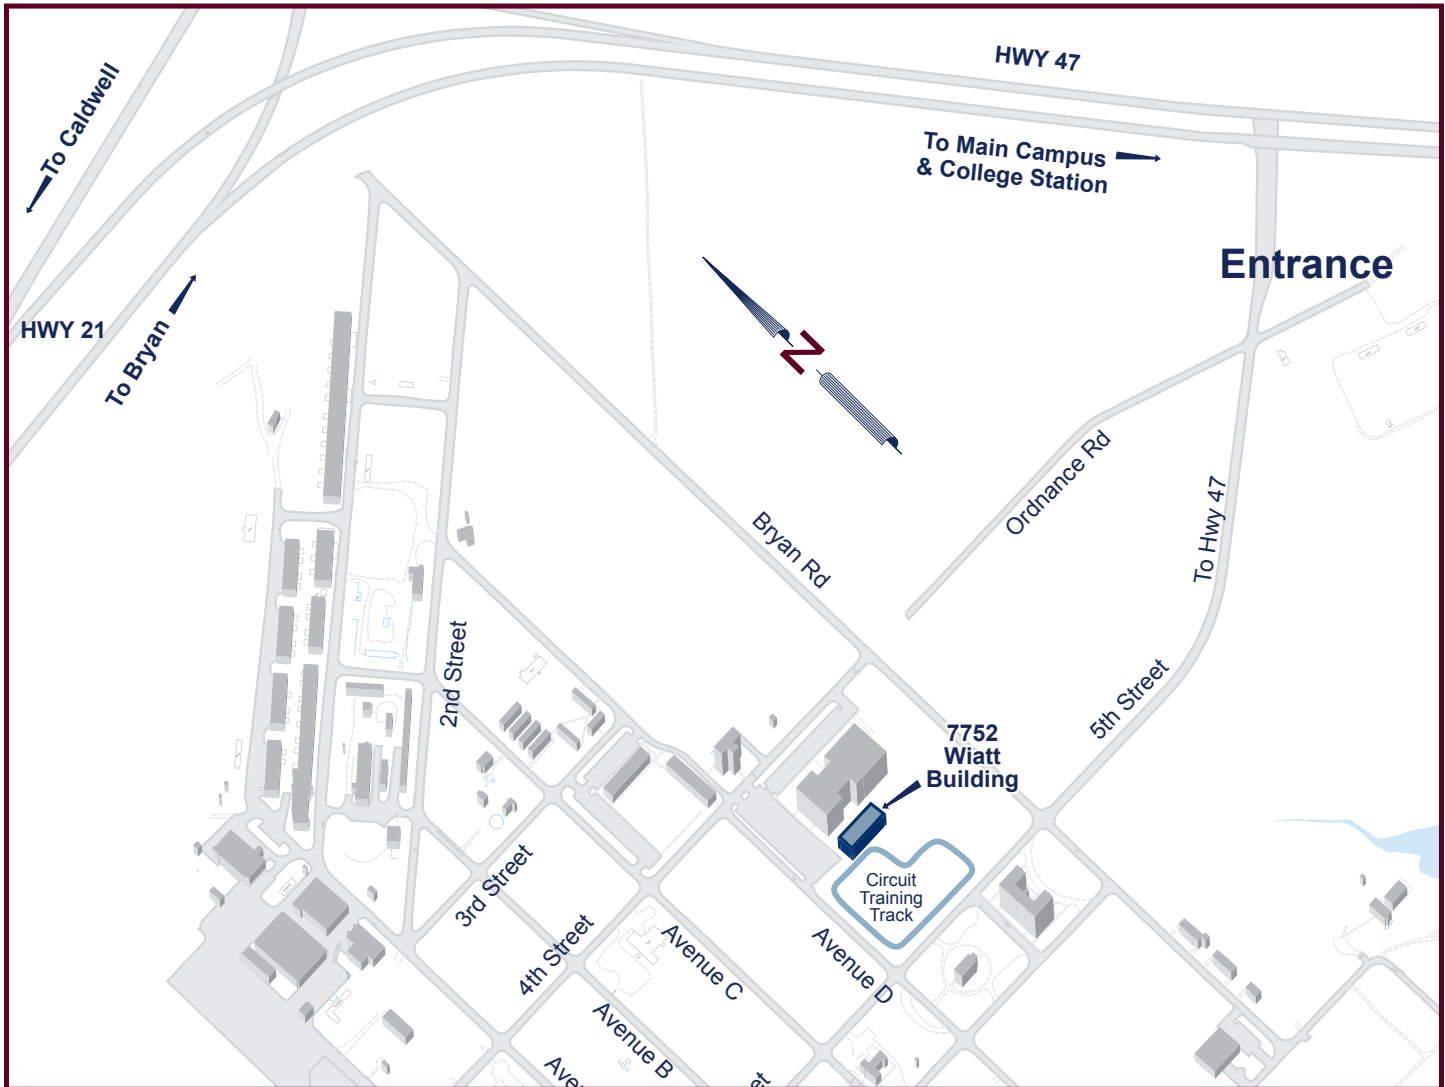 HWY 47
To Caldwell
To Main Campus
& College Station
Entrance
HWY 21
To Bryan
N
Ordnance Rd
To Hwy 47
Bryan Rd
2nd Street
5th Street
7752
Wiatt
Building
3rd Street
Circuit
Training
Track
4th Street
Avenue C
Avenue D
Avenue B